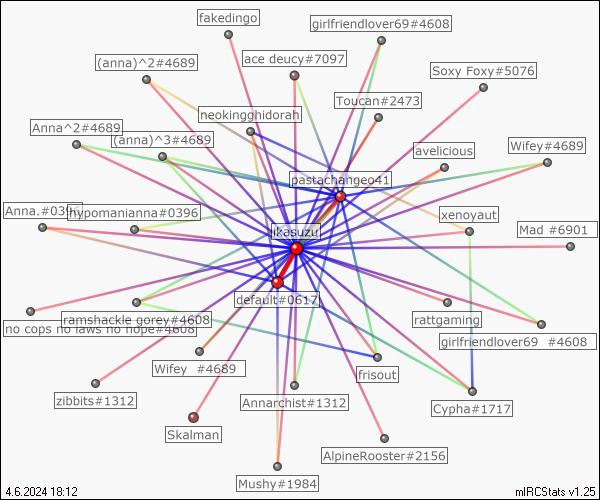 fakedingo
girlfriendlover69#4608
(anna)^2#4689
ace deucy#7097
Soxy Foxy#5076
Toucan#2473
neokingghidorah
Anna^2#4689
(anna)^3#4689
avelicious
Wifey#4689
pastachangeo41
Anna.#0396
hypomanianna#0396
xenoyaut
ikasuzu
Mad #6901
default#0617
ramshackle gorey#4608
rattgaming
no cops no laws no nope#4608
girlfriendlover69 #4608
Wifey #4689
frisout
zibbits#1312
Annarchist#1312
Cypha#1717
Skalman
AlpineRooster#2156
Mushy#1984
4.6.2024 18:12
mIRCStats v1.25